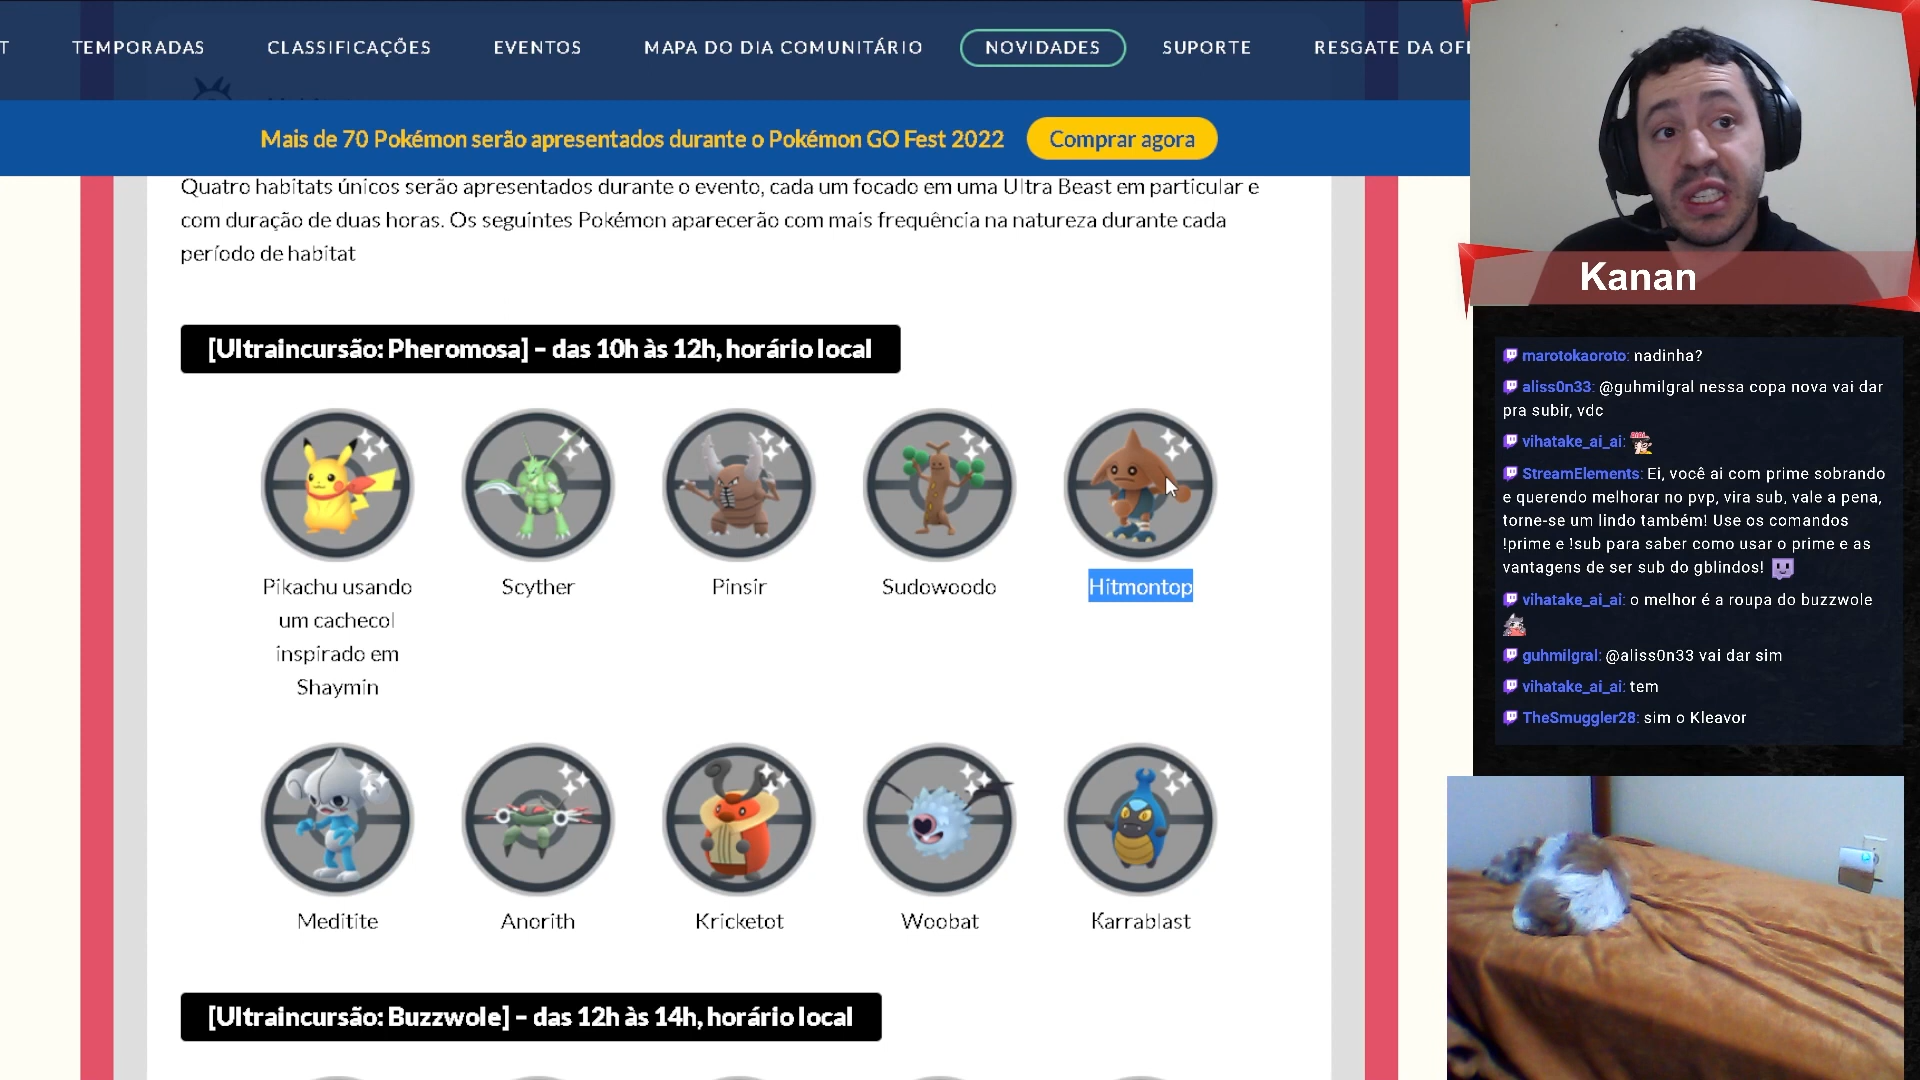 T TEMPORADAS CLASSIFICAÇÕES EVENTOS MAPA DO DIA COMUNITÁRIO NOVIDADES SUPORTE RESGATE DA OF
Mais de 70 Pokémon serão apresentados durante o Pokémon GO Fest 2022 Comprar agora
Quatro habitats únicos serão apresentados durante o evento, cada um focado em uma Ultra Beast em particular e
com duração de duas horas. Os seguintes Pokémon aparecerão com mais frequência na natureza durante cada
período de habitat
[Ultraincursão: Pheromosa] – das 10h às 12h, horário local
Pikachu usando
um cachecol
inspirado em
Shaymin
Scyther
Pinsir
Sudowoodo
Hitmontop
Meditite
Anorith
Kricketot
Woobat
Karrablast
[Ultraincursão: Buzzwole] – das 12h às 14h, horário local
Kanan
marotokaoroto: nadinha?
aliss0n33: @guhmilgral nessa copa nova vai dar
pra subir, vdc
vihatake_ai_ai:
StreamElements: Ei, você ai com prime sobrando
e querendo melhorar no pvp, vira sub, vale a pena,
torne-se um lindo também! Use os comandos
!prime e !sub para saber como usar o prime e as
vantagens de ser sub do gblindos!
vihatake_ai_ai: o melhor é a roupa do buzzwole
guhmilgral: @aliss0n33 vai dar sim
vihatake_ai_ai: tem
TheSmuggler28: sim o Kleavor